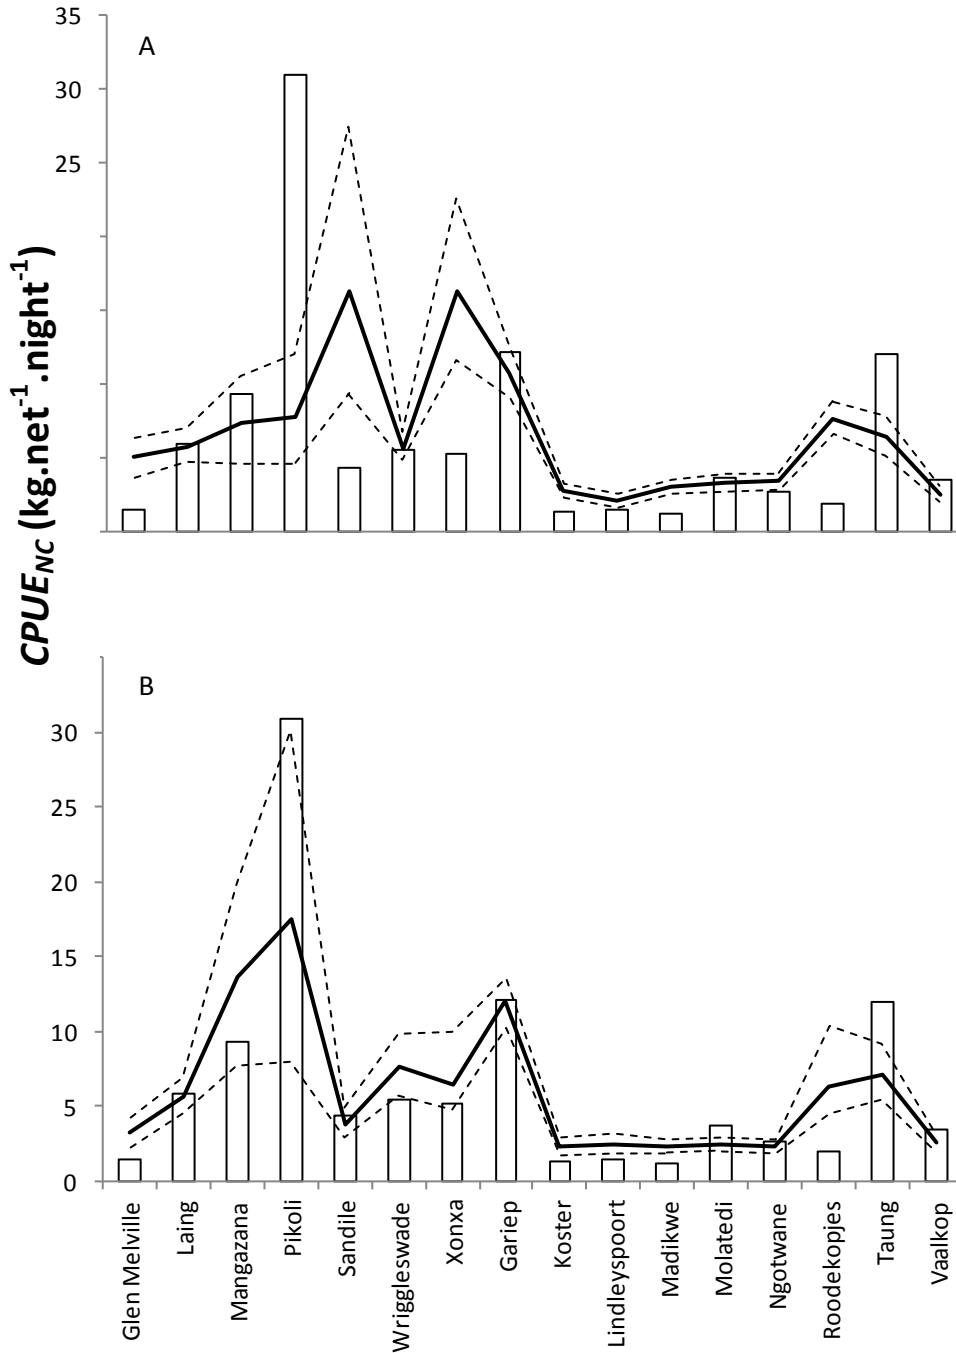 35
A
30
25
CPUE_NC (kg.net⁻¹.night⁻¹)
B
30
25
20
15
10
5
0
Glen Melville
Laing
Mangazana
Pikoli
Sandile
Wriggleswade
Xonxa
Gariep
Koster
Lindleyspoort
Madikwe
Molatedi
Ngotwane
Roodekopjes
Taung
Vaalkop